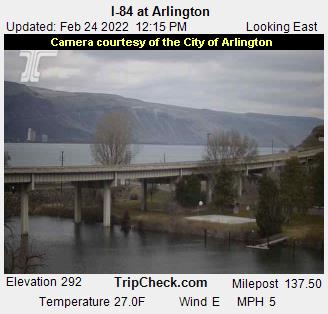 I-84 at Arlington
Updated: Feb 24 2022 12:15 PM Looking East
Camera courtesy of the City of Arlington
Elevation 292 TripCheck.com Milepost 137.50
Temperature 27.0F Wind E MPH 5